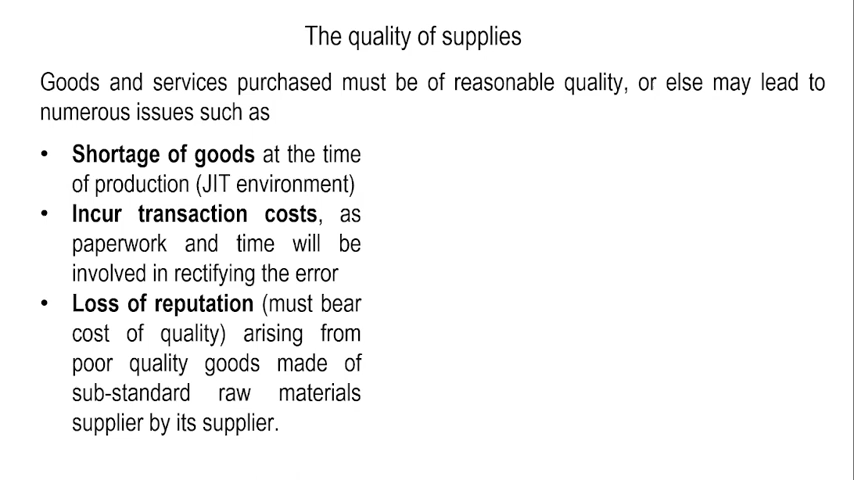 The quality of supplies
Goods and services purchased must be of reasonable quality, or else may lead to
numerous issues such as
• Shortage of goods at the time
of production (JIT environment)
• Incur transaction costs, as
paperwork and time will be
involved in rectifying the error
• Loss of reputation (must bear
cost of quality) arising from
poor quality goods made of
sub-standard raw materials
supplier by its supplier.